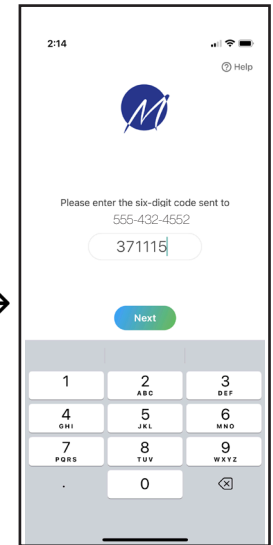 2:14
Help
M
Please enter the six-digit code sent to
555-432-4552
371115
Next
1 2 3
ABC DEF
4 5 6
GHI JKL MNO
7 8 9
PQRS TUV WXYZ
. 0